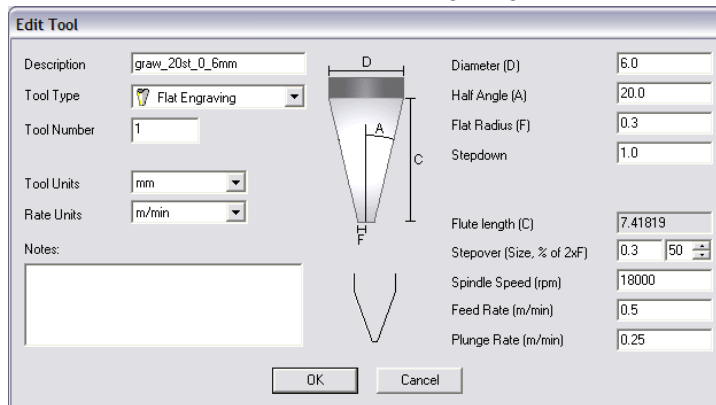 Edit Tool
Description graw_20st_0_6mm
Tool Type Flat Engraving
Tool Number 1
Tool Units mm
Rate Units m/min
Notes:
D
A
C
F
Diameter (D) 6.0
Half Angle (A) 20.0
Flat Radius (F) 0.3
Stepdown 1.0
Flute length (C) 7.41819
Stepover (Size, % of 2xF) 0.3 50
Spindle Speed (rpm) 18000
Feed Rate (m/min) 0.5
Plunge Rate (m/min) 0.25
OK Cancel